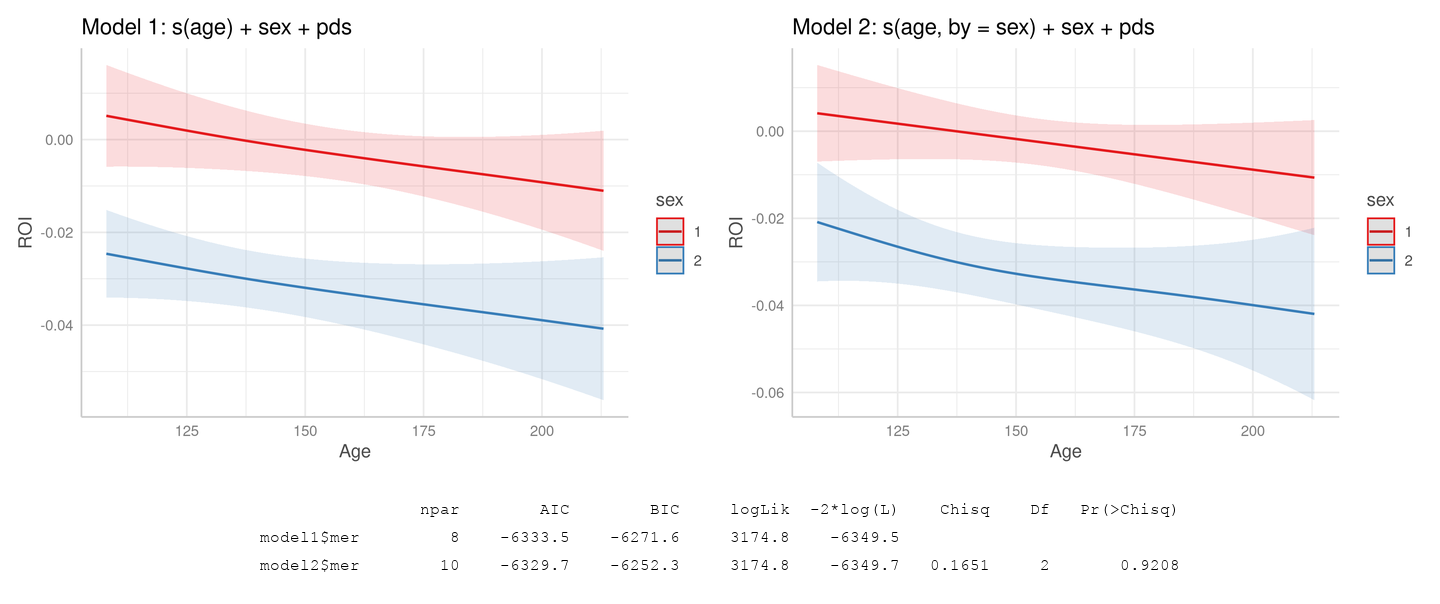 Model 1: s(age) + sex + pds
0.00
-0.02
-0.04
ROI
125 150 175 200
Age
sex
1
2
Model 2: s(age, by = sex) + sex + pds
0.00
-0.02
-0.04
-0.06
ROI
125 150 175 200
Age
sex
1
2
npar AIC BIC logLik -2*log(L) Chisq Df Pr(>Chisq)
model1$mer 8 -6333.5 -6271.6 3174.8 -6349.5
model2$mer 10 -6329.7 -6252.3 3174.8 -6349.7 0.1651 2 0.9208